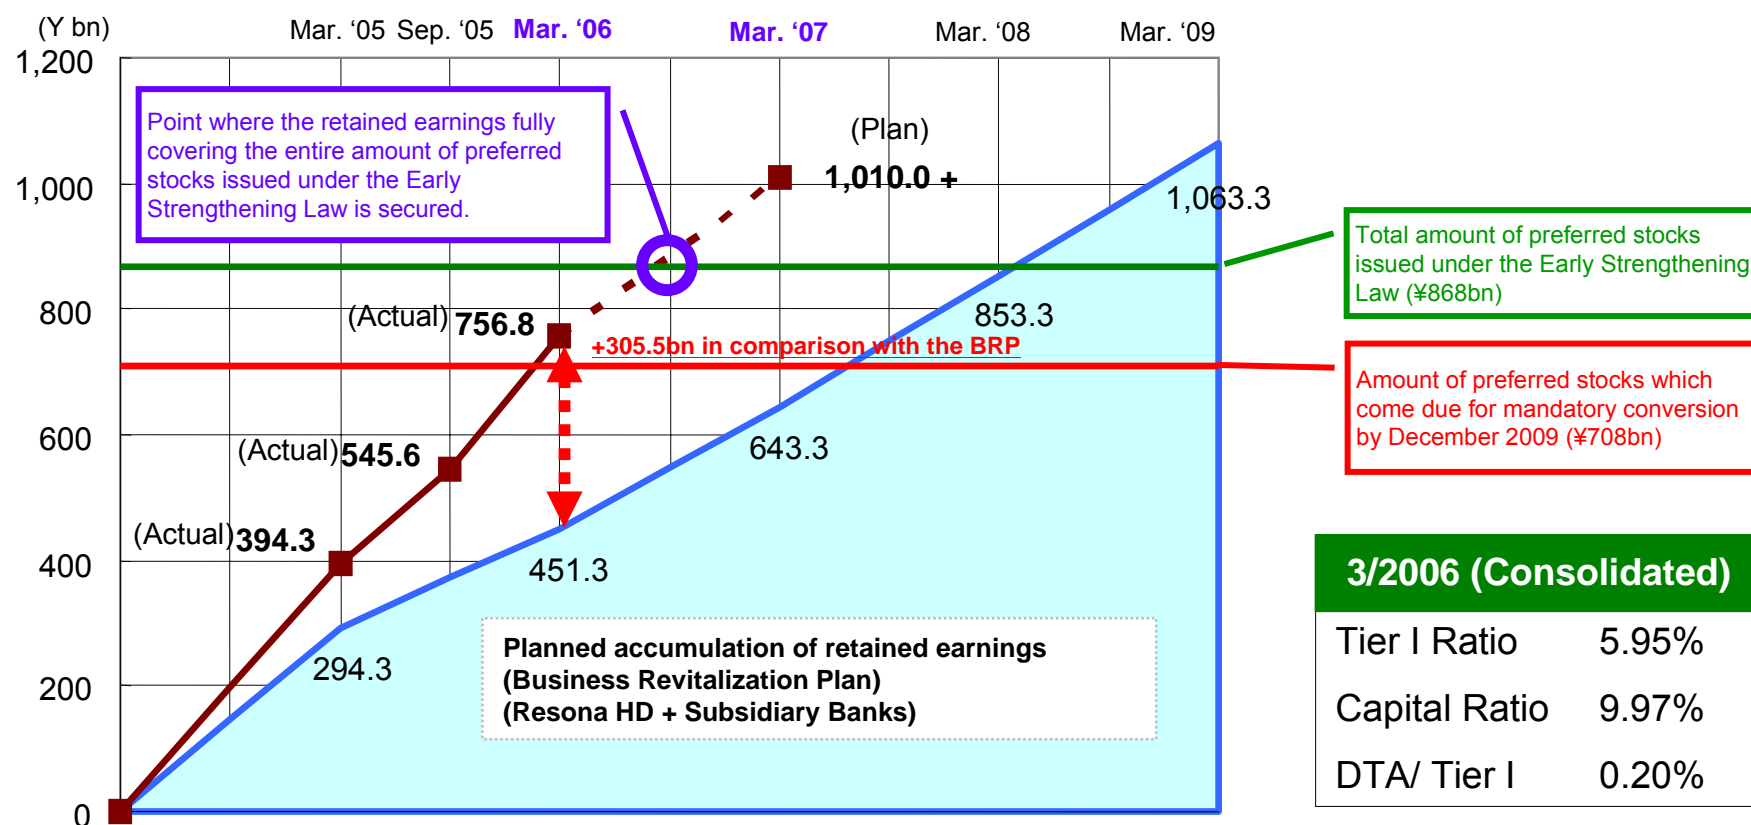 (Y bn)
Mar. ‘05 Sep. ‘05 Mar. ‘06 Mar. ‘07 Mar. ‘08 Mar. ‘09
1,200
Point where the retained earnings fully
covering the entire amount of preferred
stocks issued under the Early
Strengthening Law is secured.
(Plan)
1,010.0 +
1,000
1,063.3
Total amount of preferred stocks
issued under the Early Strengthening
Law (¥868bn)
800
(Actual) 756.8
853.3
+305.5bn in comparison with the BRP
Amount of preferred stocks which
come due for mandatory conversion
by December 2009 (¥708bn)
600
(Actual) 545.6
643.3
(Actual) 394.3
400
451.3
294.3
200
0
Planned accumulation of retained earnings
(Business Revitalization Plan)
(Resona HD + Subsidiary Banks)
3/2006 (Consolidated)
Tier I Ratio 5.95%
Capital Ratio 9.97%
DTA/ Tier I 0.20%